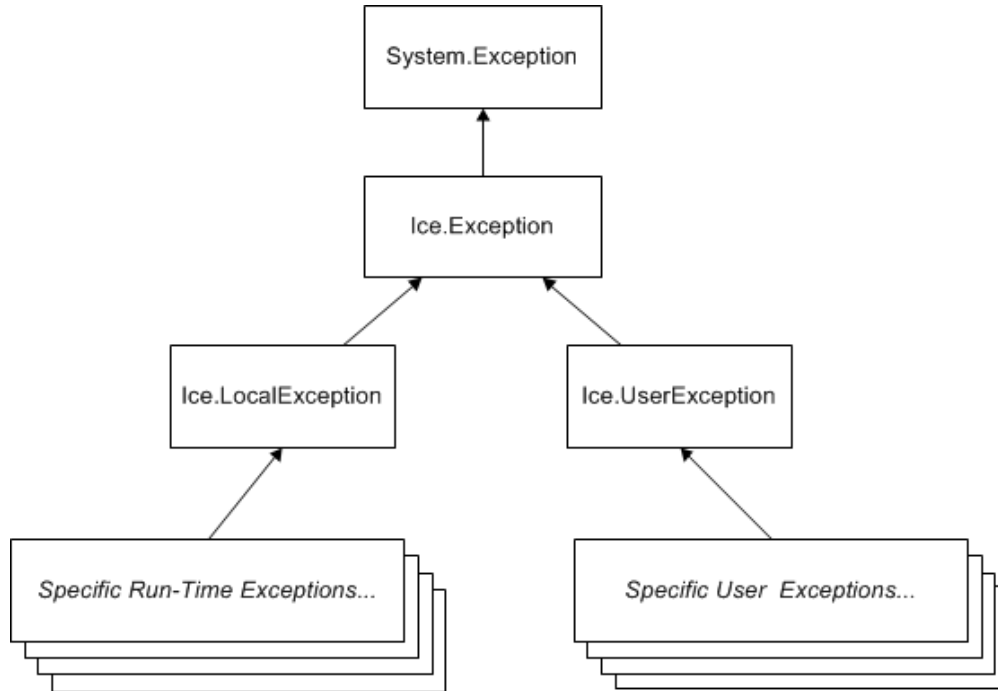 System.Exception
Ice.Exception
Ice.LocalException
Ice.UserException
Specific Run-Time Exceptions...
Specific User Exceptions...